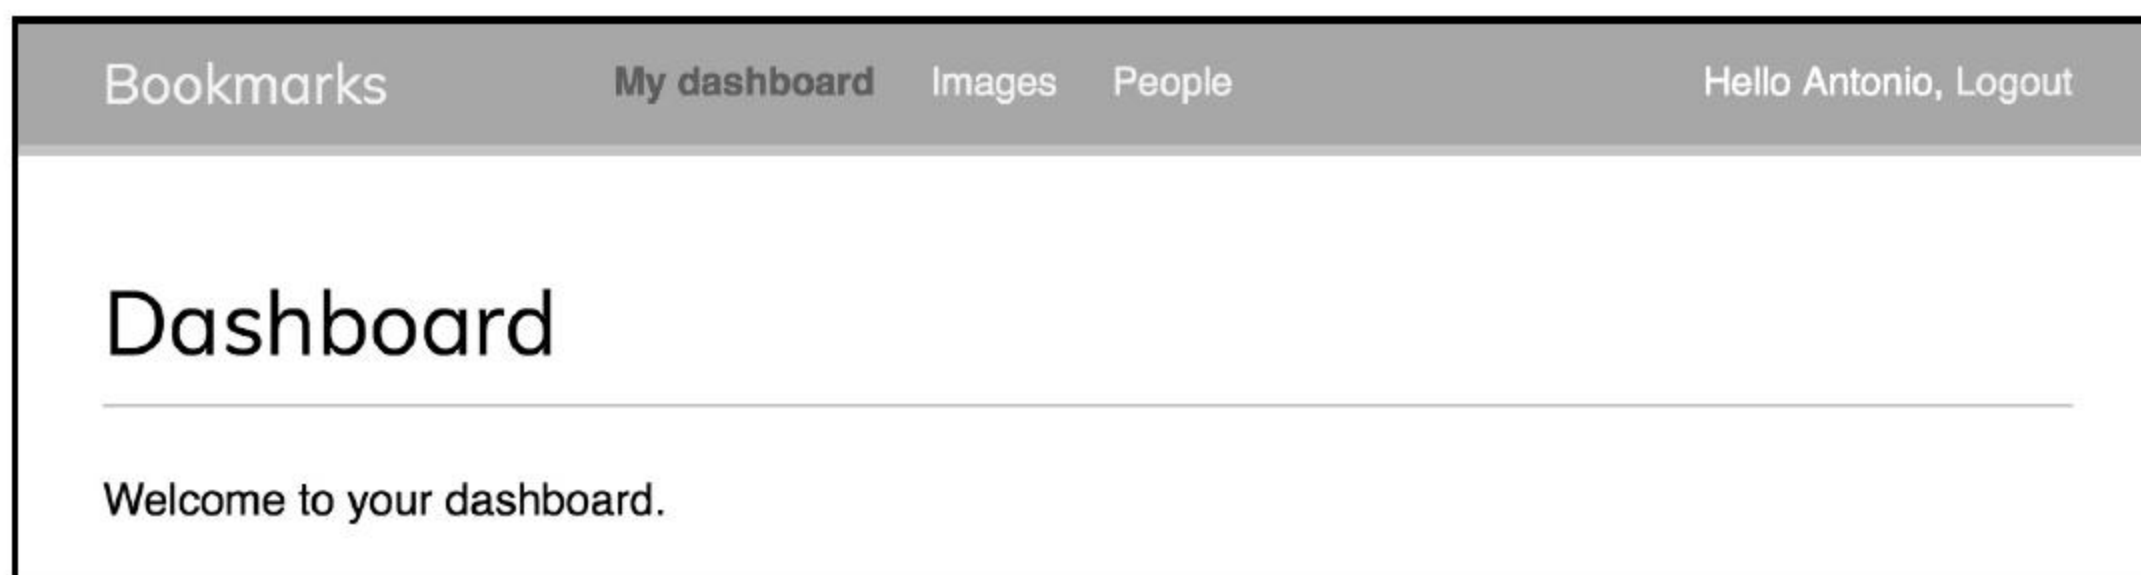 Bookmarks My dashboard Images People Hello Antonio, Logout
Dashboard
Welcome to your dashboard.